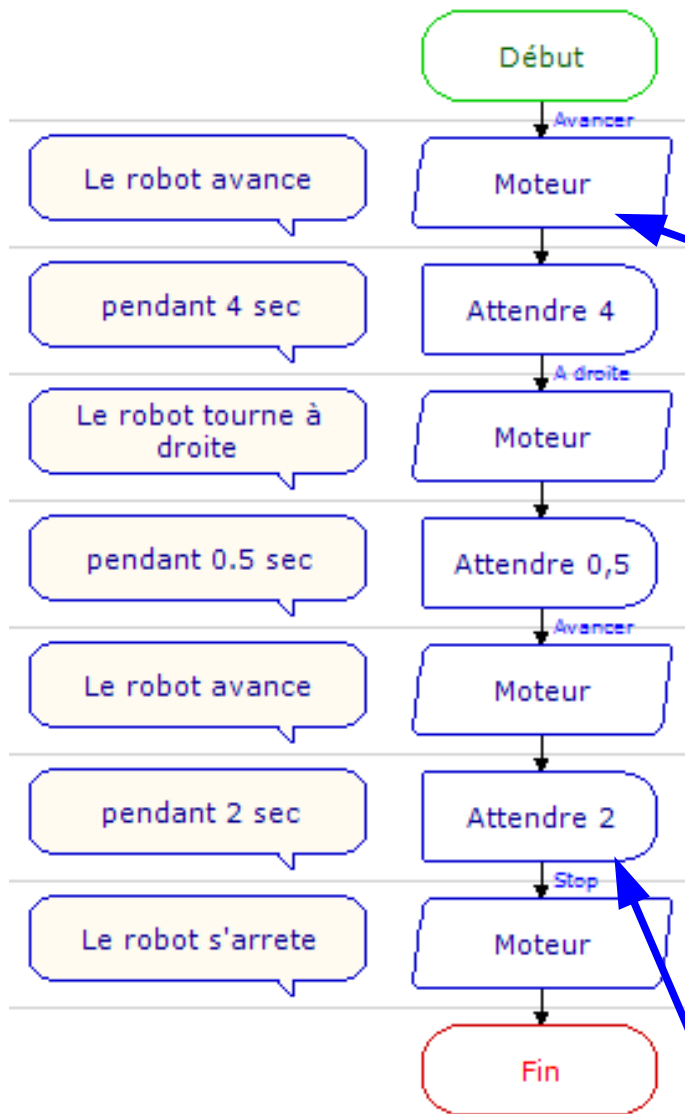 Début
Avancer
Le robot avance
Moteur
pendant 4 sec
Attendre 4
A droite
Le robot tourne à
droite
Moteur
pendant 0.5 sec
Attendre 0,5
Avancer
Le robot avance
Moteur
pendant 2 sec
Attendre 2
Stop
Le robot s'arrete
Moteur
Fin